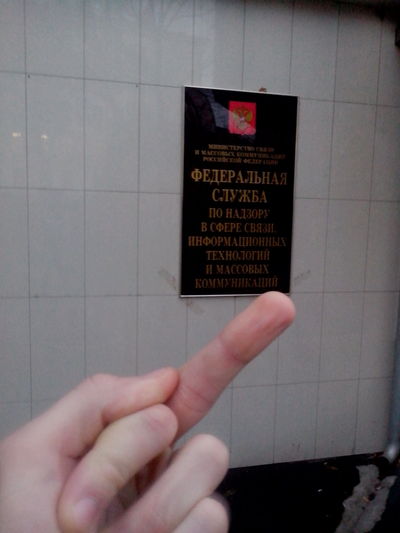 МИНИСТЕРСТВО СВЯЗИ
И МАССОВЫХ КОММУНИКАЦИЙ
РОССИЙСКОЙ ФЕДЕРАЦИИ
ФЕДЕРАЛЬНАЯ
СЛУЖБА
ПО НАДЗОРУ
В СФЕРЕ СВЯЗИ,
ИНФОРМАЦИОННЫХ
ТЕХНОЛОГИЙ
И МАССОВЫХ
КОММУНИКАЦИЙ